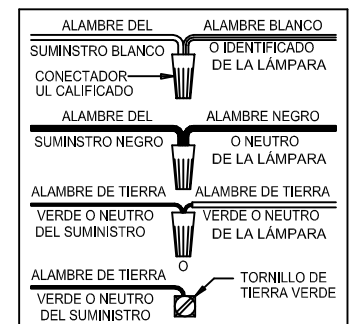 ALAMBRE DEL ALAMBRE BLANCO
SUMINSTRO BLANCO O IDENTIFICADO
DE LA LÁMPARA
CONECTADOR
UL CALIFICADO
ALAMBRE DEL ALAMBRE NEGRO
SUMINSTRO NEGRO O NEUTRO
DE LA LÁMPARA
ALAMBRE DE TIERRA ALAMBRE DE TIERRA
VERDE O NEUTRO VERDE O NEUTRO
DEL SUMINISTRO DE LA LÁMPARA
O
ALAMBRE DE TIERRA TORNILLO DE
TIERRA VERDE
VERDE O NEUTRO
DEL SUMINISTRO